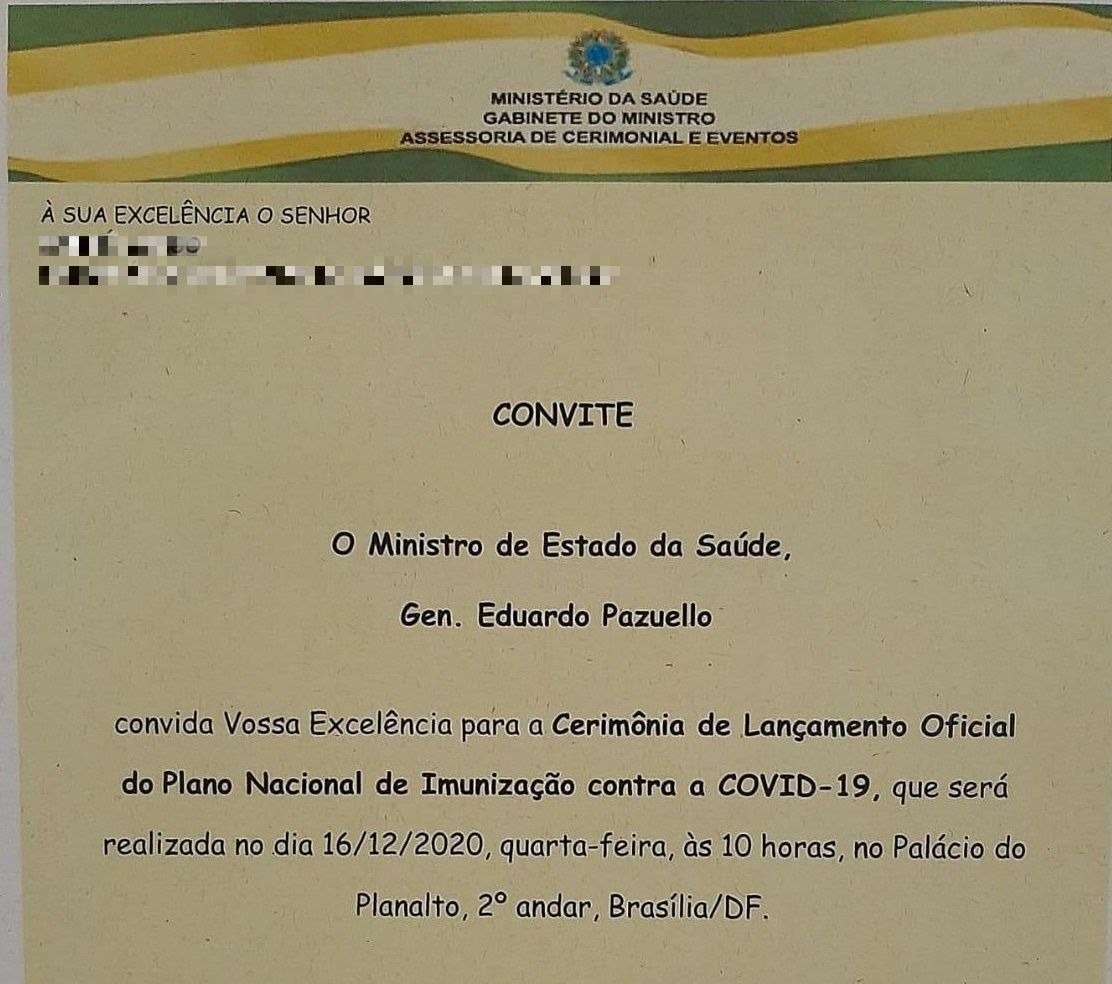 MINISTÉRIO DA SAÚDE
GABINETE DO MINISTRO
ASSESSORIA DE CERIMONIAL E EVENTOS
À SUA EXCELÊNCIA O SENHOR
CONVITE
O Ministro de Estado da Saúde,
Gen. Eduardo Pazuello
convida Vossa Excelência para a Cerimônia de Lançamento Oficial
do Plano Nacional de Imunização contra a COVID-19, que será
realizada no dia 16/12/2020, quarta-feira, às 10 horas, no Palácio do
Planalto, 2º andar, Brasília/DF.